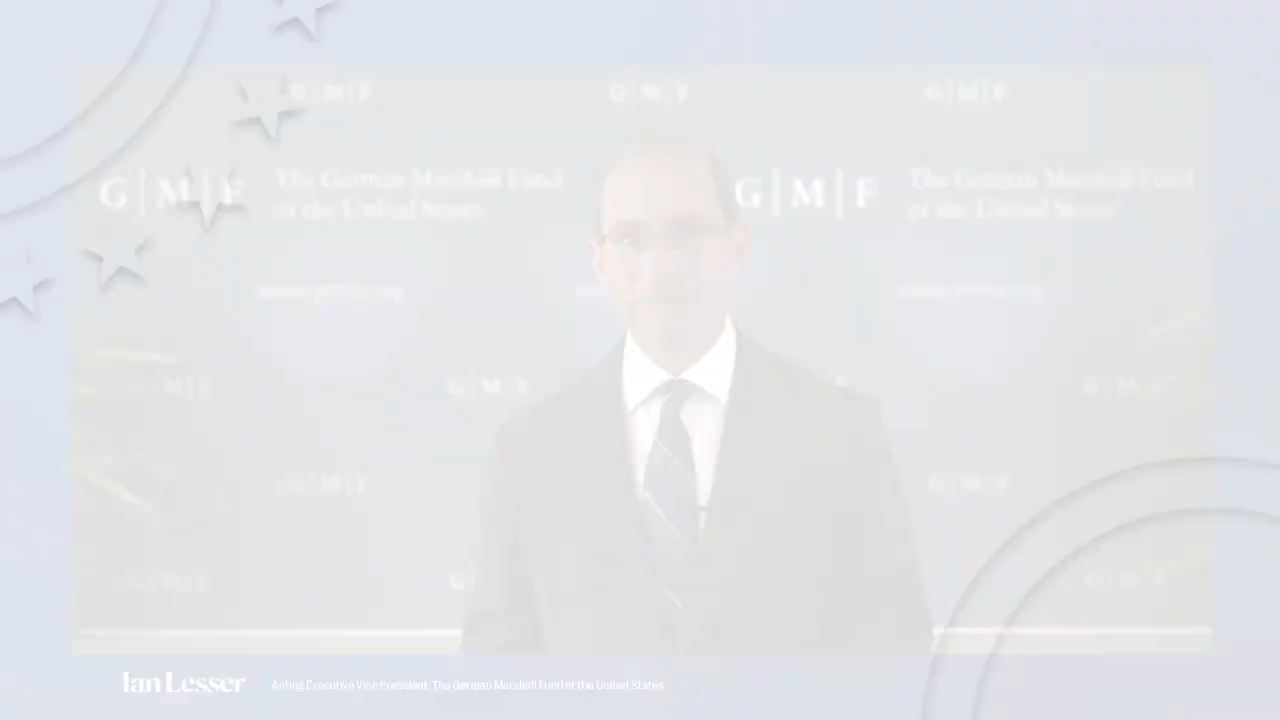 G|M|F
G|M|F
G|M|F
G|M|F
The German Marshall Fund
of the United States
G|M|F
The German Marshall Fund
of the United States
G|M|F
G|M|F
G|M|F
G|M|F
G|M|F
G|M|F
G|M|F
Ian Lesser
Acting Executive Vice President, The German Marshall Fund of the United States